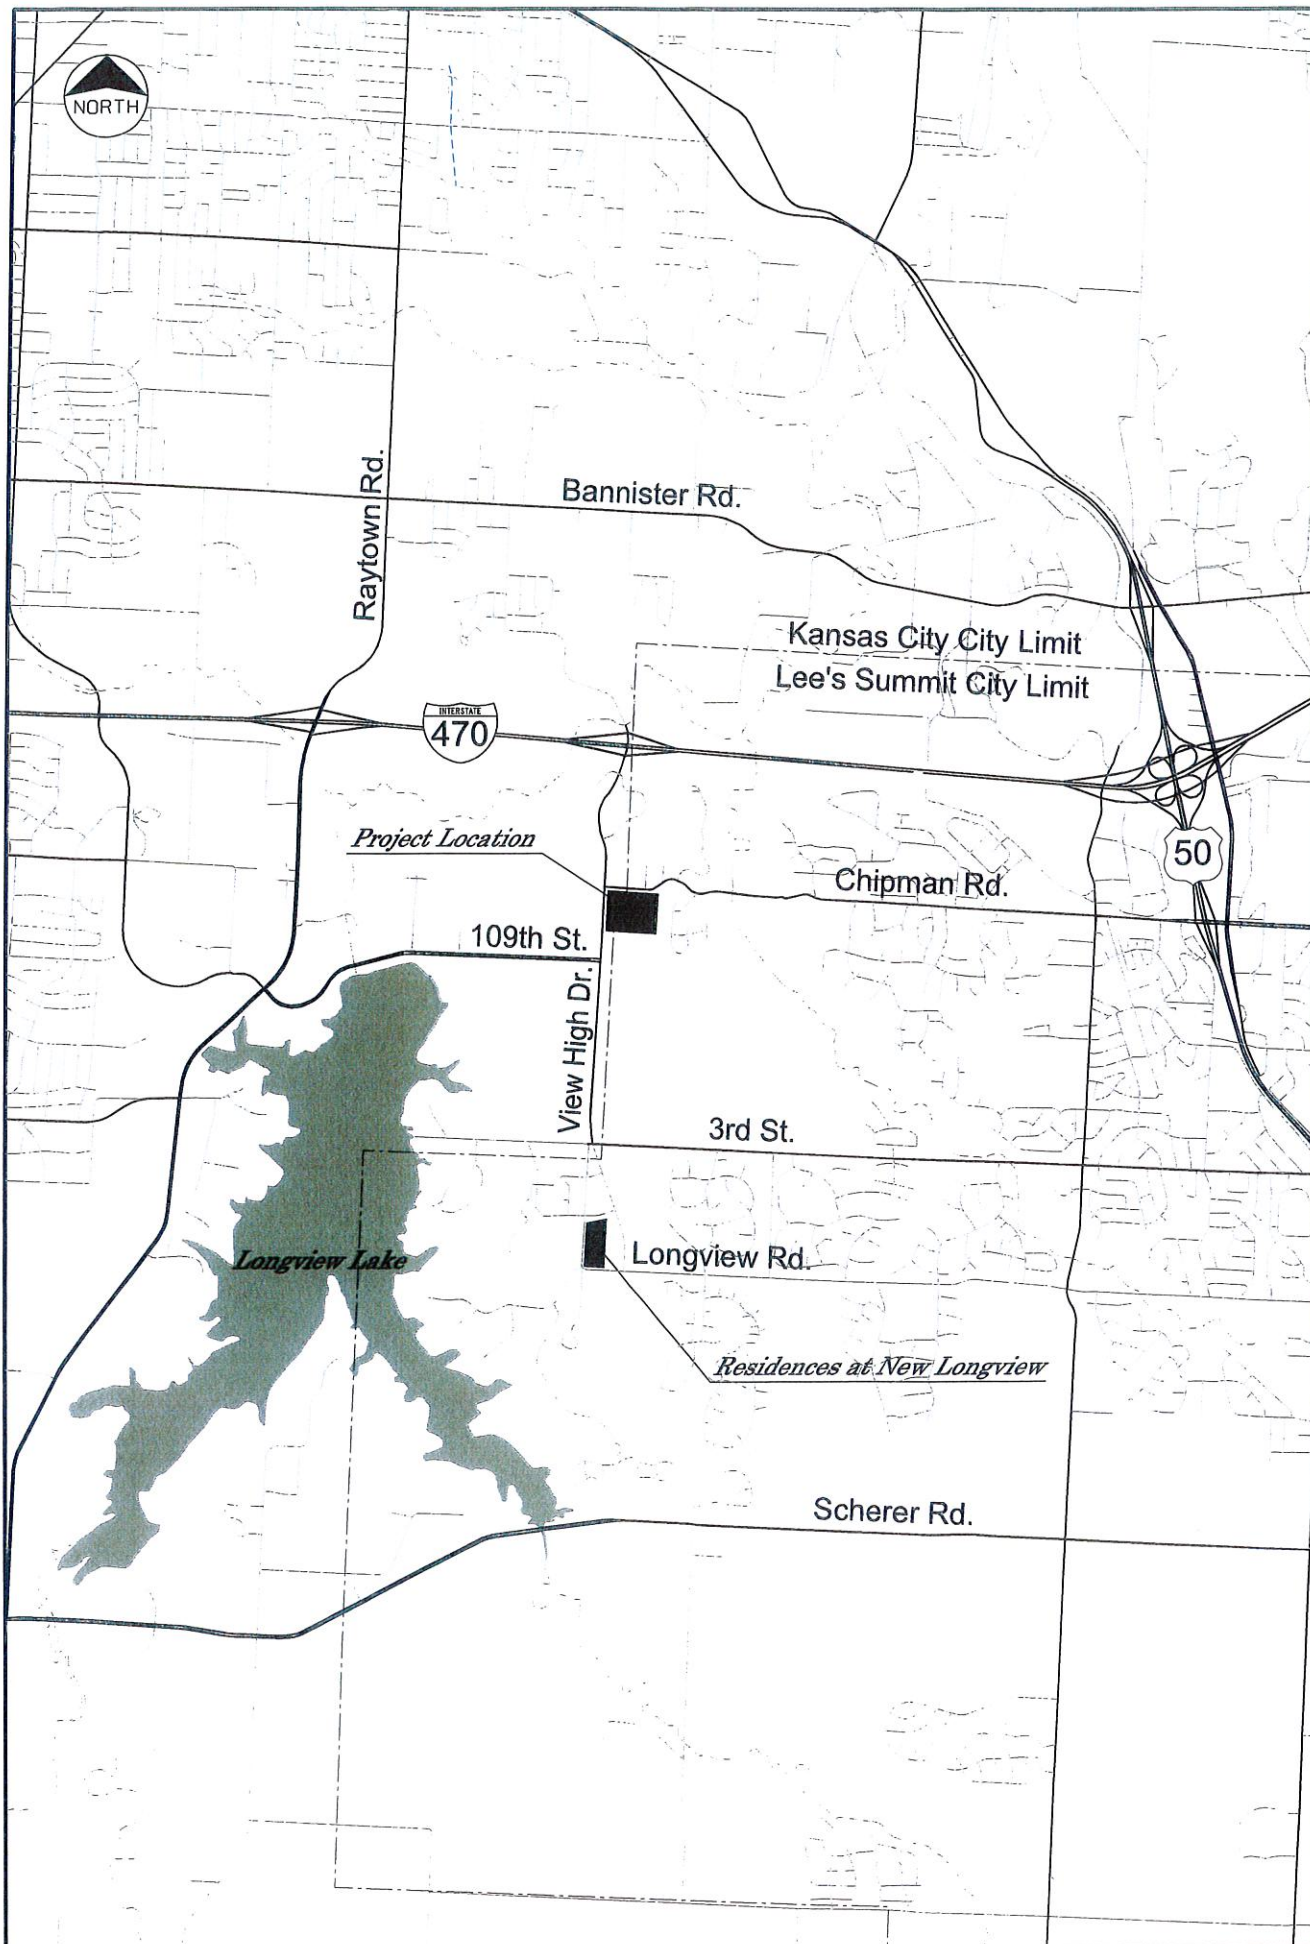 NORTH
Raytown Rd.
Bannister Rd.
Kansas City City Limit
Lee's Summit City Limit
INTERSTATE
470
Project Location
50
Chipman Rd.
109th St.
View High Dr.
3rd St.
Longview Lake
Longview Rd.
Residences at New Longview
Scherer Rd.